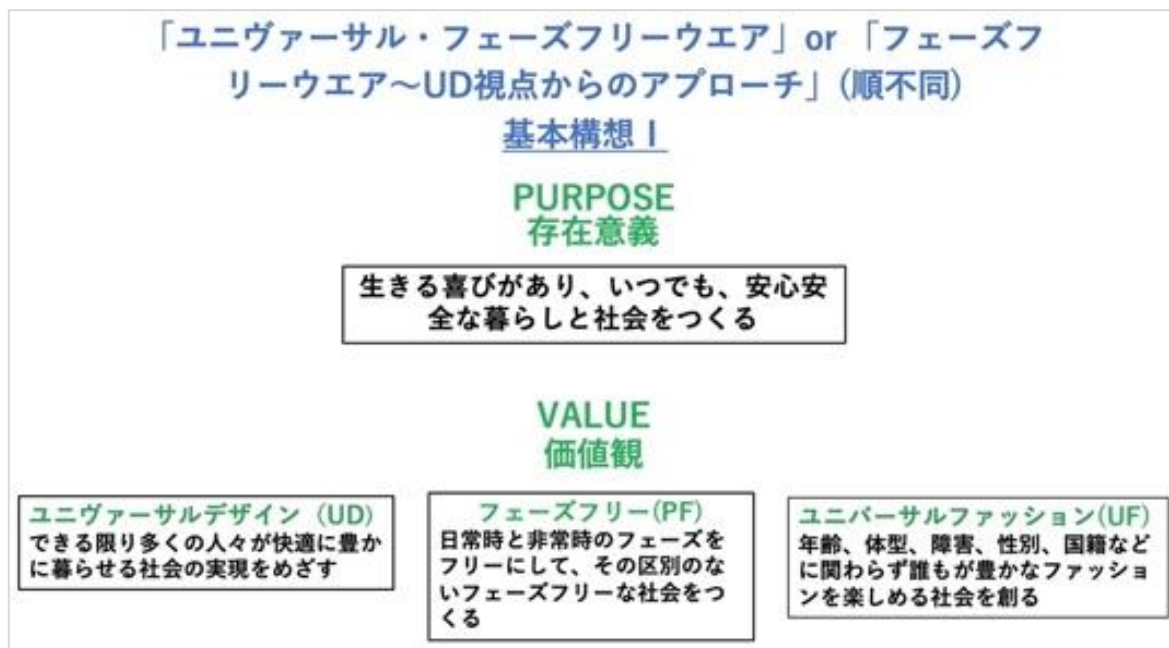 「ユニヴァーサル・フェーズフリーウエア」or 「フェーズフ
リーウエア～UD視点からのアプローチ」(順不同)
基本構想Ⅰ
PURPOSE
存在意義
生きる喜びがあり、いつでも、安心安
全な暮らしと社会をつくる
VALUE
価値観
ユニヴァーサルデザイン (UD)
できる限り多くの人々が快適に豊か
に暮らせる社会の実現をめざす
フェーズフリー(PF)
日常時と非常時のフェーズを
フリーにして、その区別のな
いフェーズフリーな社会をつ
くる
ユニバーサルファッション(UF)
年齢、体型、障害、性別、国籍など
に関わらず誰もが豊かなファッショ
ンを楽しめる社会を創る